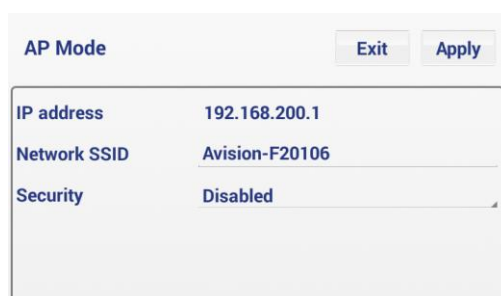 AP Mode Exit Apply
IP address 192.168.200.1
Network SSID Avision-F20106
Security Disabled